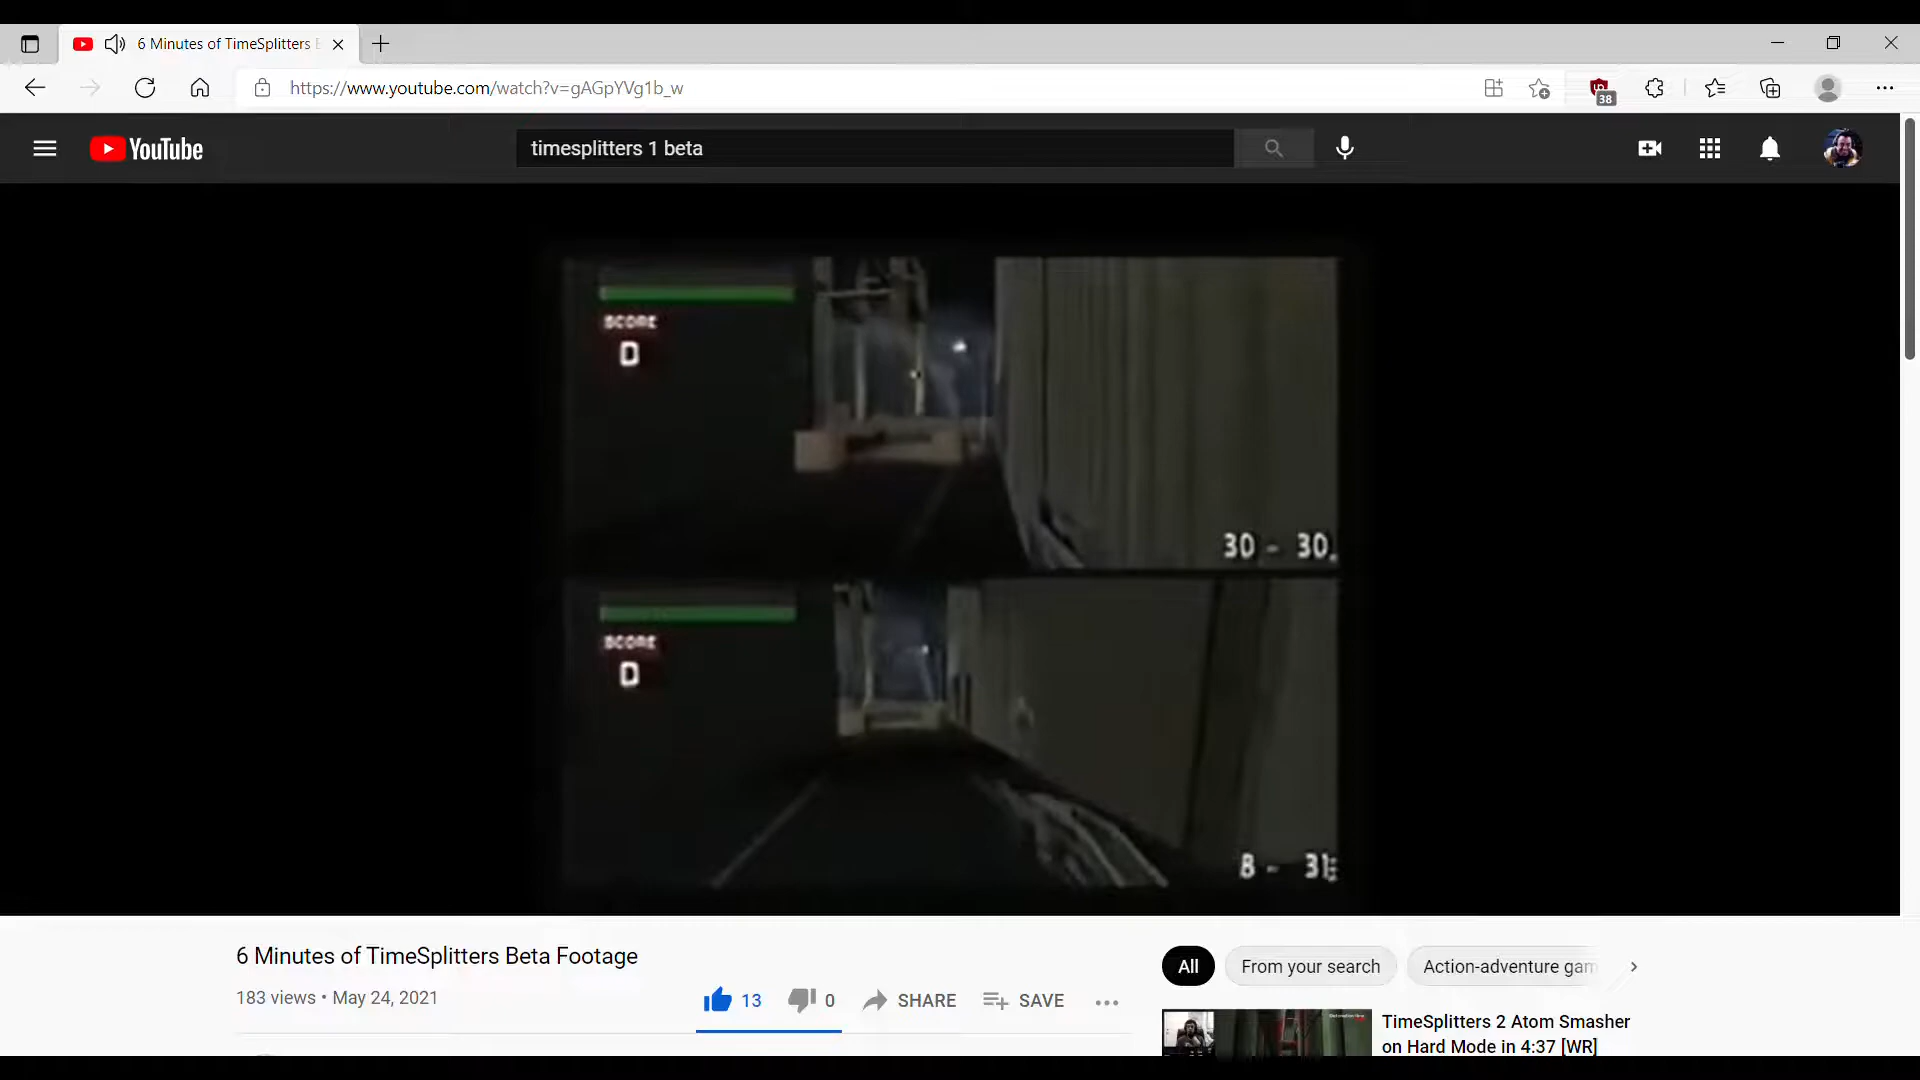 6 Minutes of TimeSplitters
https://www.youtube.com/watch?v=gAGpYVg1b_w
38
YouTube
timesplitters 1 beta
SCORE
0
30 - 30
SCORE
0
8 - 31
6 Minutes of TimeSplitters Beta Footage
183 views • May 24, 2021
13
0
SHARE
SAVE
All
From your search
Action-adventure gam
TimeSplitters 2 Atom Smasher
on Hard Mode in 4:37 [WR]